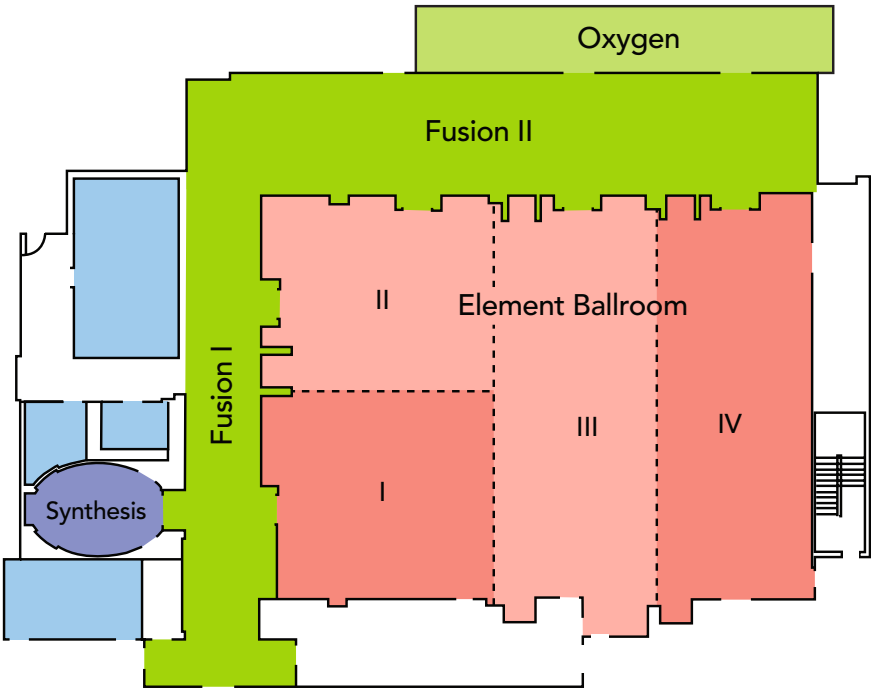 Oxygen
Fusion II
II
Element Ballroom
Fusion I
III
IV
I
Synthesis